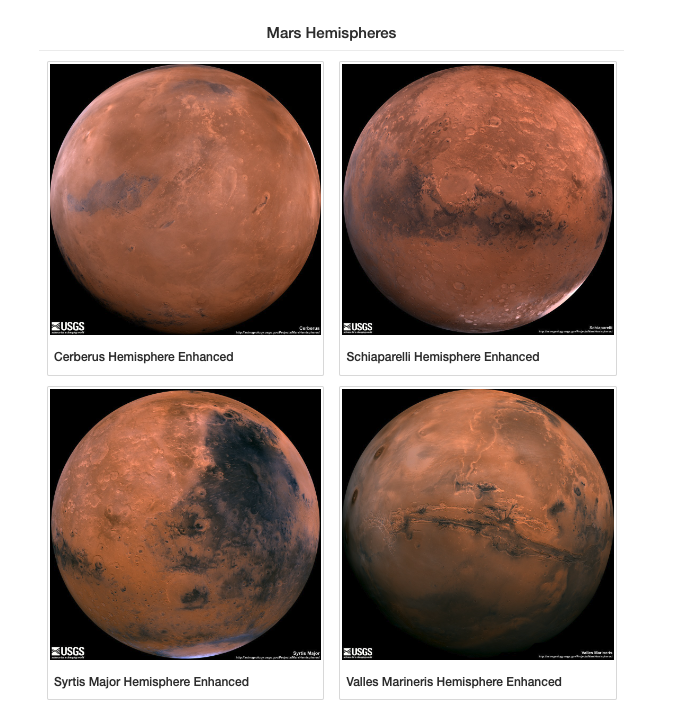 Mars Hemispheres
USGS
Cerberus
USGS
Schiaparelli
Cerberus Hemisphere Enhanced
Schiaparelli Hemisphere Enhanced
USGS
Syrtis Major
USGS
Valles Marineris
Syrtis Major Hemisphere Enhanced
Valles Marineris Hemisphere Enhanced